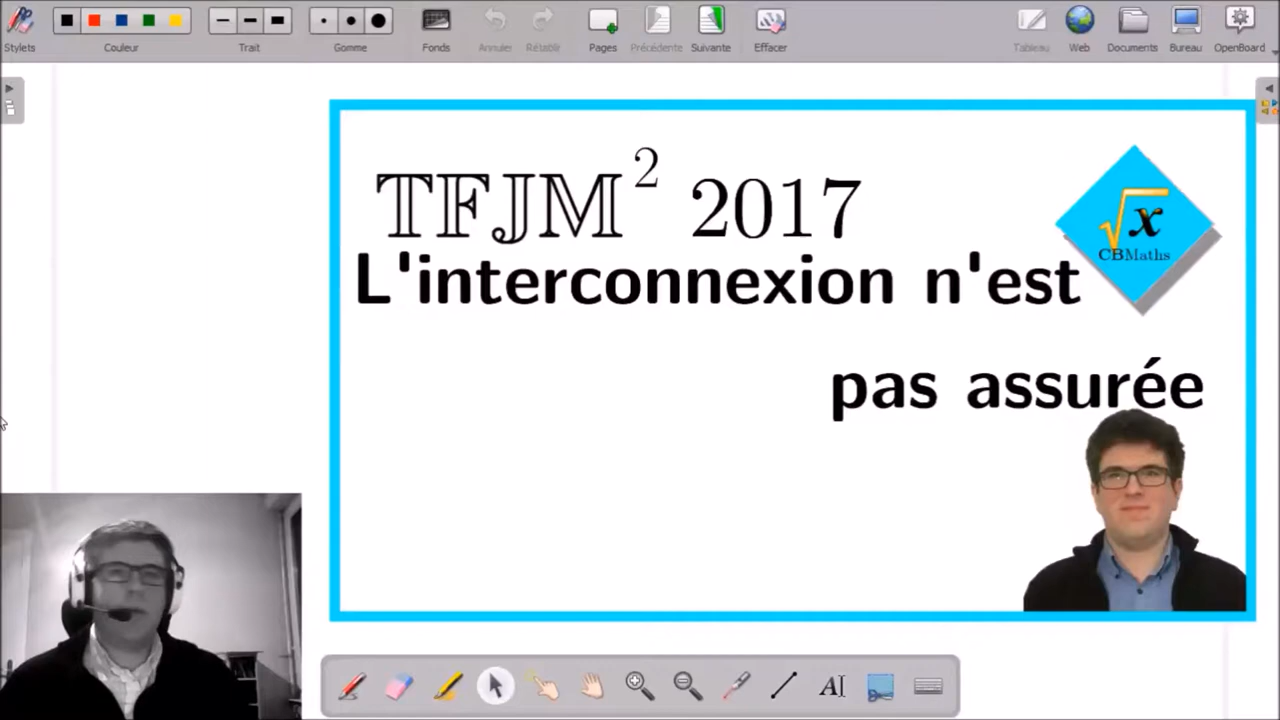 Stylets
Couleur
Trait
Gomme
Fonds
Annuler
Rétablir
Pages
Précédente
Suivante
Effacer
Tableau
Web
Documents
Bureau
OpenBoard
TFJM² 2017
L'interconnexion n'est
pas assurée
√x
CBMaths
AI